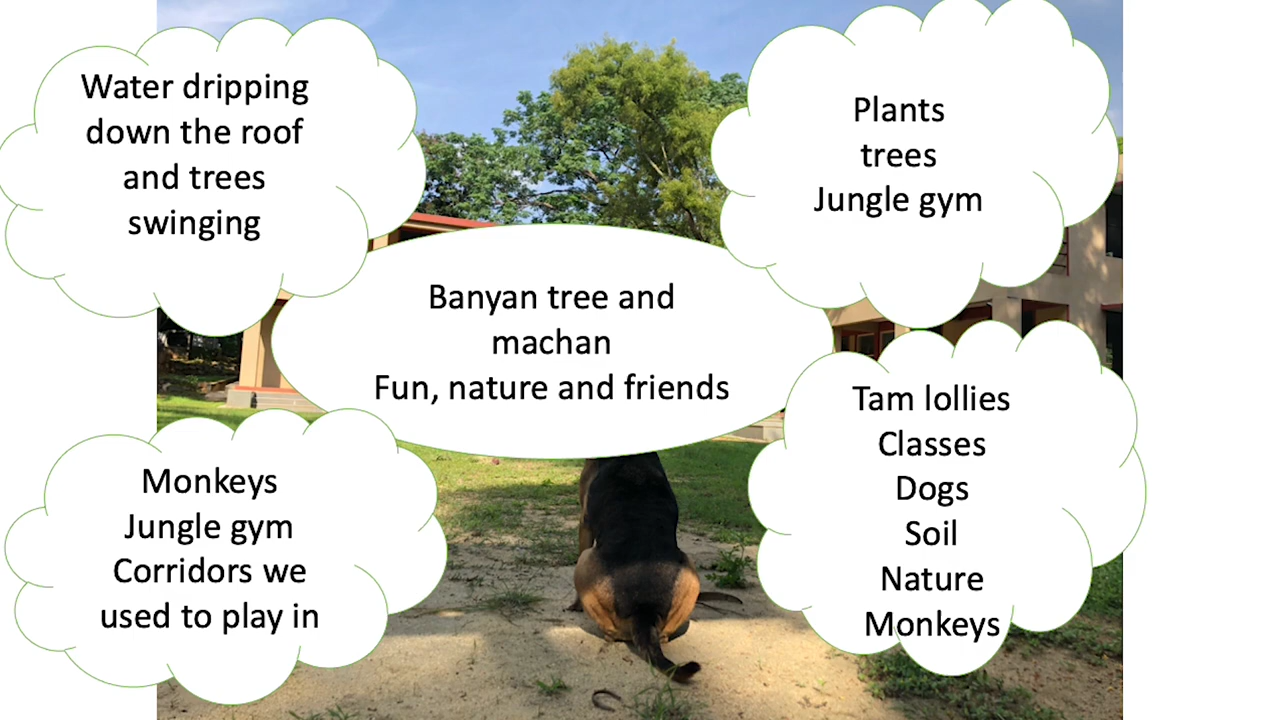 Water dripping
down the roof
and trees
swinging
Plants
trees
Jungle gym
Banyan tree and
machan
Fun, nature and friends
Monkeys
Jungle gym
Corridors we
used to play in
Tam lollies
Classes
Dogs
Soil
Nature
Monkeys